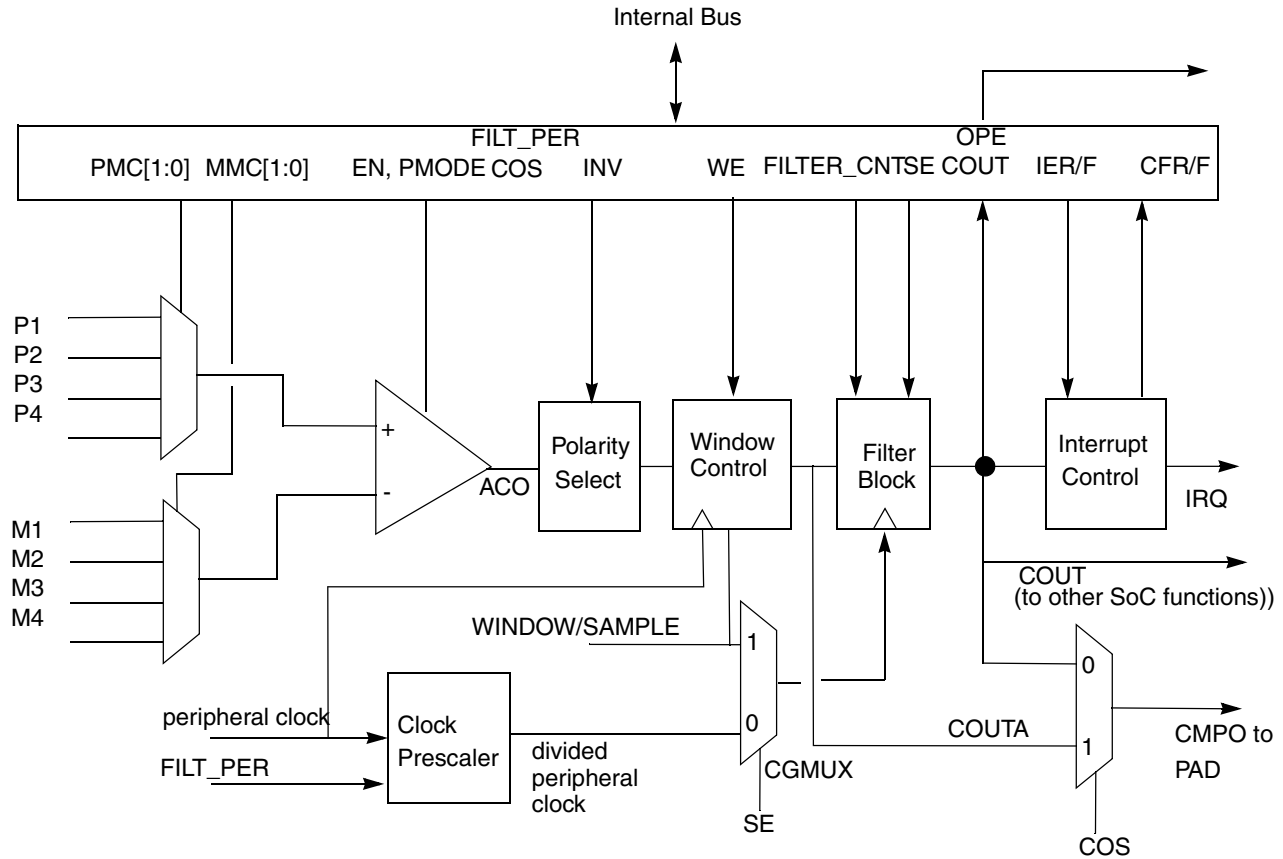 Internal Bus
FILT_PER
OPE
PMC[1:0] MMC[1:0] EN, PMODE COS INV WE FILTER_CNT SE COUT IER/F CFR/F
P1
P2
P3
P4
+
-
ACO
Polarity
Select
Window
Control
Filter
Block
Interrupt
Control
IRQ
M1
M2
M3
M4
COUT
(to other SoC functions))
WINDOW/SAMPLE
1
0
0
1
peripheral clock
FILT_PER
Clock
Prescaler
divided
peripheral
clock
CGMUX
SE
COUTA
CMPO to
PAD
COS